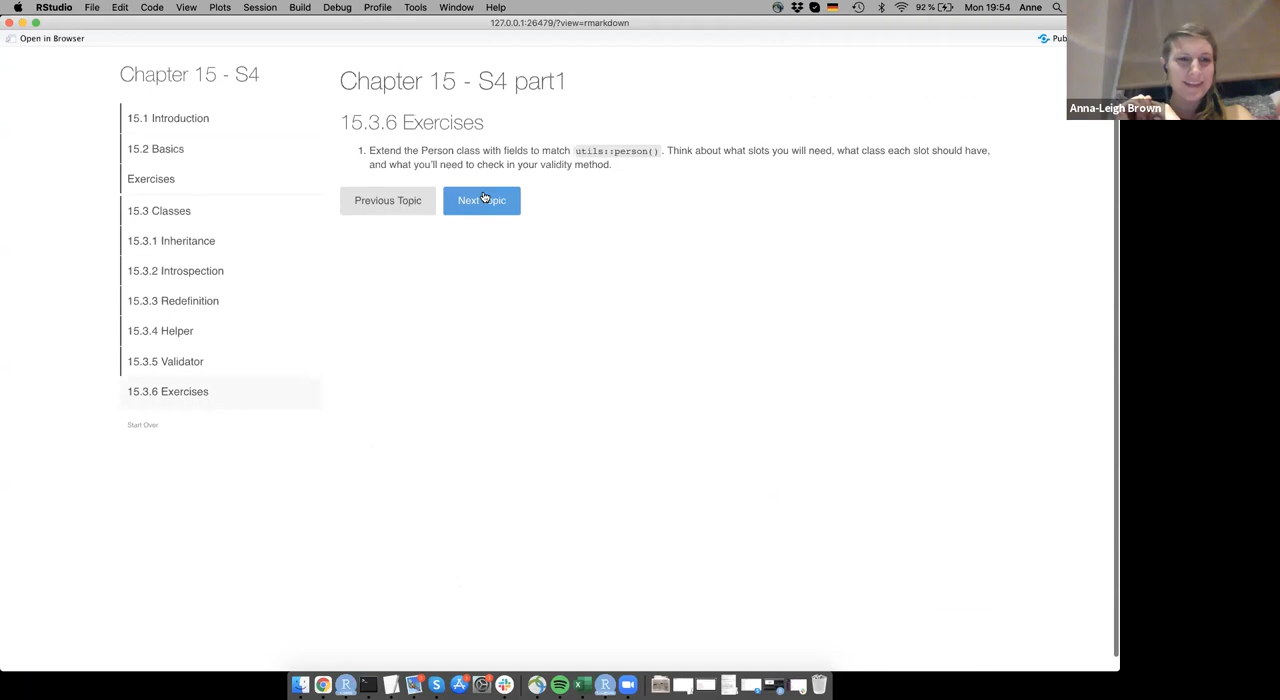 RStudio File Edit Code View Plots Session Build Debug Profile Tools Window Help 92 % Mon 19:54 Anne
127.0.0.1:26479/?view=rmarkdown
Open in Browser
Pub
Anna-Leigh Brown
Chapter 15 - S4
15.1 Introduction
15.2 Basics
Exercises
15.3 Classes
15.3.1 Inheritance
15.3.2 Introspection
15.3.3 Redefinition
15.3.4 Helper
15.3.5 Validator
15.3.6 Exercises
Start Over
Chapter 15 - S4 part1
15.3.6 Exercises
1. Extend the Person class with fields to match utils::person() . Think about what slots you will need, what class each slot should have,
and what you'll need to check in your validity method.
Previous Topic
Next Topic